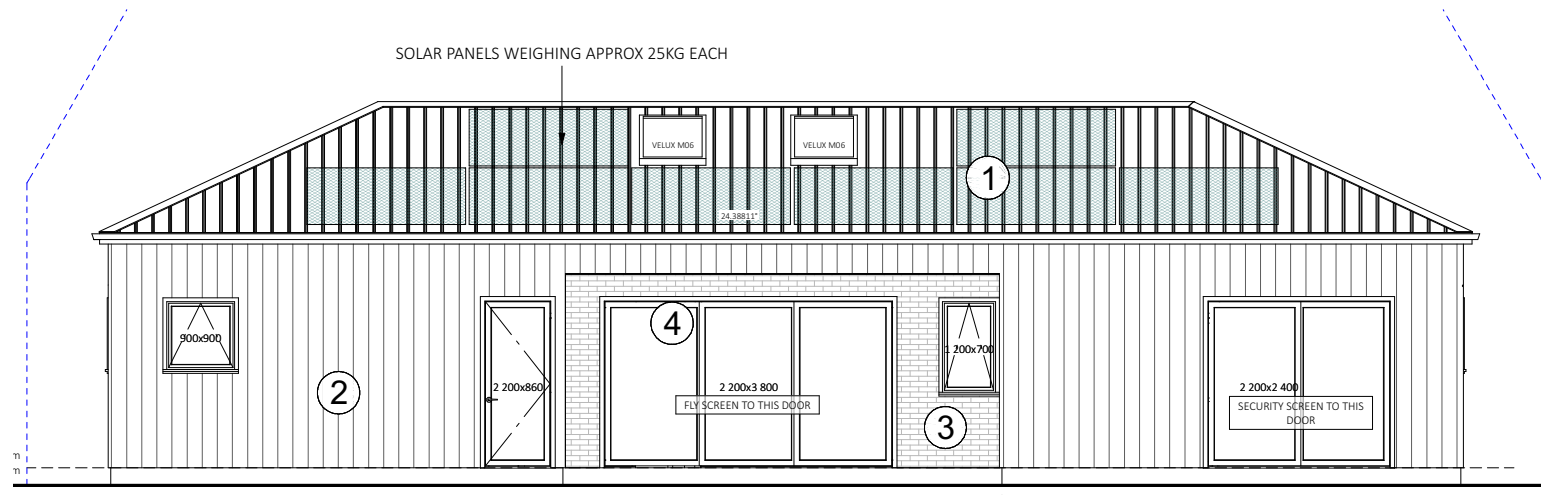 SOLAR PANELS WEIGHING APPROX 25KG EACH
VELUX M06
VELUX M06
1
24.38811°
900x900
4
1 200x700
2
2 200x860
2 200x3 800
2 200x2 400
FLY SCREEN TO THIS DOOR
SECURITY SCREEN TO THIS
DOOR
3
m
m